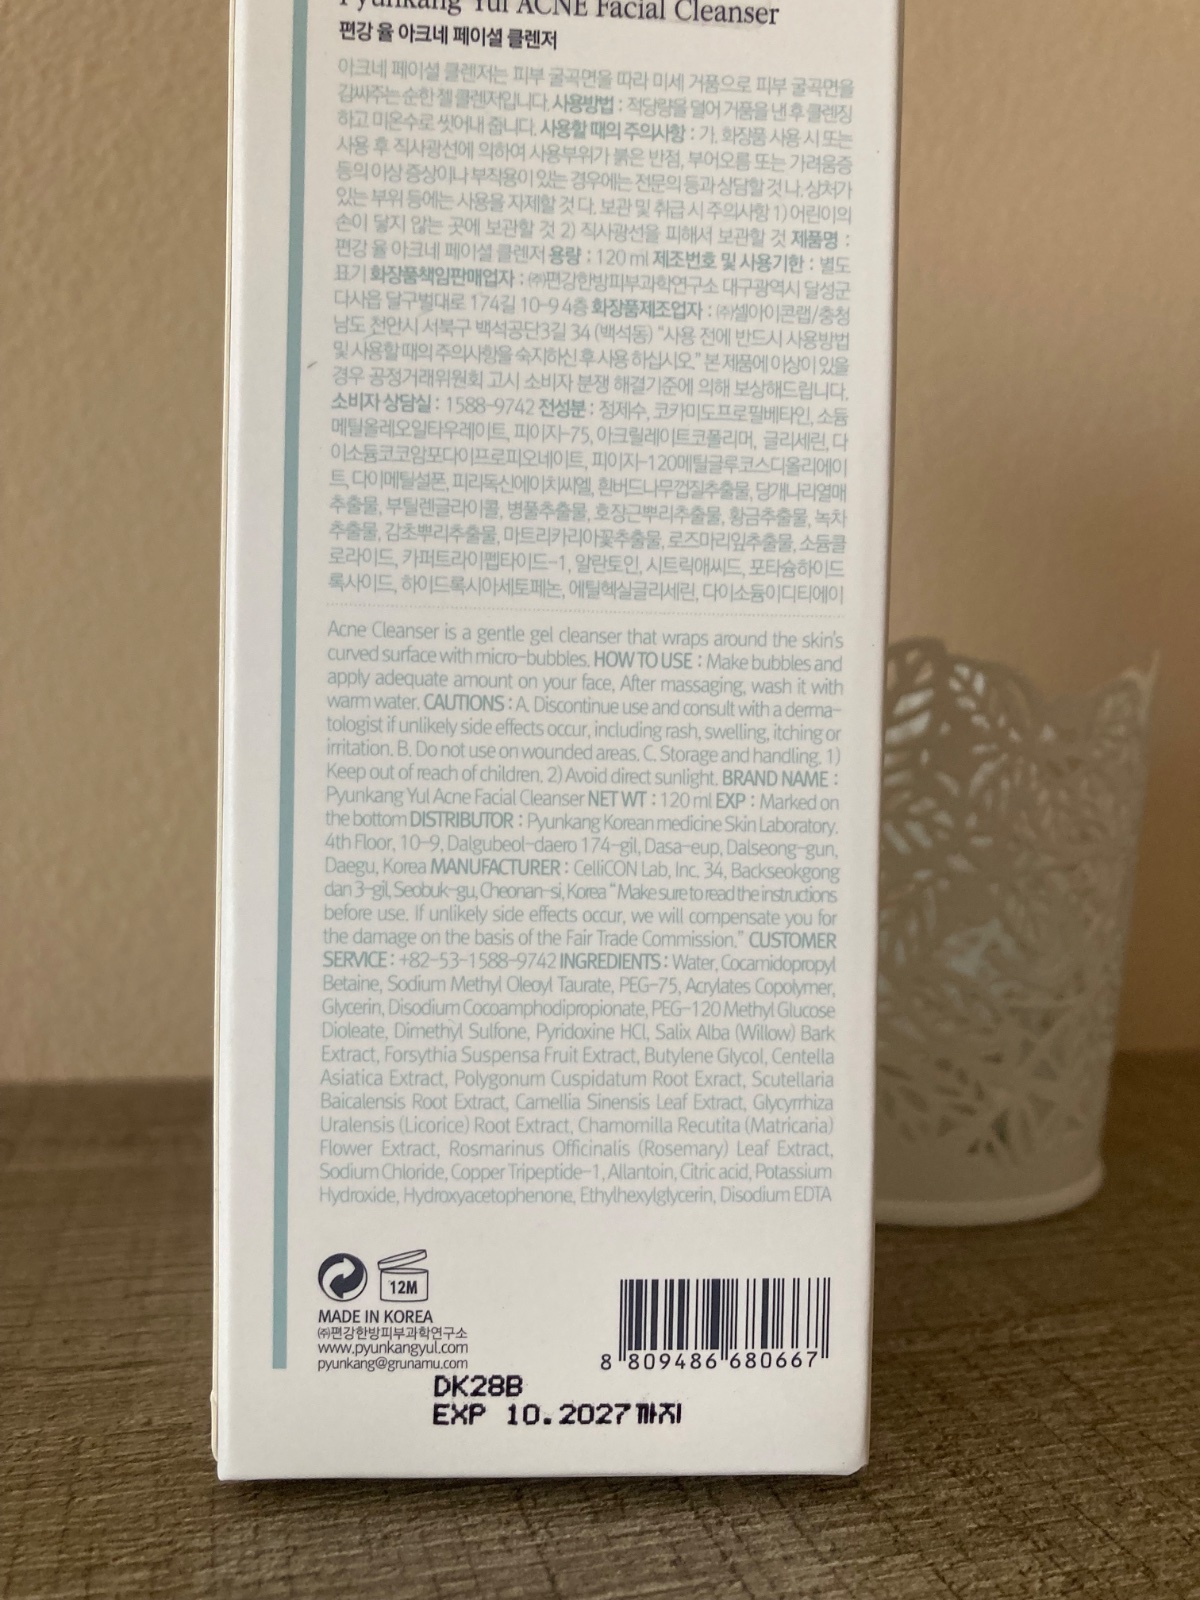 Pyunkang Yul ACNE Facial Cleanser
편강 율 아크네 페이셜 클렌저
아크네 페이셜 클렌저는 피부 굴곡면을 따라 미세 거품으로 피부 굴곡면을
감싸주는 순한 젤 클렌저입니다. 사용방법 : 적당량을 덜어 거품을 낸 후 클렌징
하고 미온수로 씻어내 줍니다. 사용할 때의 주의사항 : 가. 화장품 사용 시 또는
사용 후 직사광선에 의하여 사용부위가 붉은 반점, 부어오름 또는 가려움증
등의 이상 증상이나 부작용이 있는 경우에는 전문의 등과 상담할 것 나. 상처가
있는 부위 등에는 사용을 자제할 것 다. 보관 및 취급 시 주의사항 1) 어린이의
손이 닿지 않는 곳에 보관할 것 2) 직사광선을 피해서 보관할 것 제품명 :
편강 율 아크네 페이셜 클렌저 용량 : 120 ml 제조번호 및 사용기한 : 별도
표기 화장품책임판매업자 : ㈜편강한방피부과학연구소 대구광역시 달성군
다사읍 달구벌대로 174길 10-9 4층 화장품제조업자 : ㈜셀아이콘랩/충청
남도 천안시 서북구 백석공단3길 34 (백석동) “사용 전에 반드시 사용방법
및 사용할 때의 주의사항을 숙지하신 후 사용 하십시오.” 본 제품에 이상이 있을
경우 공정거래위원회 고시 소비자 분쟁 해결기준에 의해 보상해드립니다.
소비자 상담실 : 1588-9742 전성분 : 정제수, 코카미도프로필베타인, 소듐
메틸올레오일타우레이트, 피이지-75, 아크릴레이트코폴리머, 글리세린, 다
이소듐코코암포다이프로피오네이트, 피이지-120메틸글루코스디올리에이
트, 다이메틸설폰, 피리독신에이치씨엘, 흰버드나무껍질추출물, 당개나리열매
추출물, 부틸렌글라이콜, 병풀추출물, 호장근뿌리추출물, 황금추출물, 녹차
추출물, 감초뿌리추출물, 마트리카리아꽃추출물, 로즈마리잎추출물, 소듐클
로라이드, 카퍼트라이펩타이드-1, 알란토인, 시트릭애씨드, 포타슘하이드
록사이드, 하이드록시아세토페논, 에틸헥실글리세린, 다이소듐이디티에이
Acne Cleanser is a gentle gel cleanser that wraps around the skin's
curved surface with micro-bubbles. HOW TO USE : Make bubbles and
apply adequate amount on your face, After massaging, wash it with
warm water. CAUTIONS : A. Discontinue use and consult with a derma-
tologist if unlikely side effects occur, including rash, swelling, itching or
irritation. B. Do not use on wounded areas. C. Storage and handling. 1)
Keep out of reach of children. 2) Avoid direct sunlight. BRAND NAME :
Pyunkang Yul Acne Facial Cleanser NET WT : 120 ml EXP : Marked on
the bottom DISTRIBUTOR : Pyunkang Korean medicine Skin Laboratory.
4th Floor, 10-9, Dalgubeol-daero 174-gil, Dasa-eup, Dalseong-gun,
Daegu, Korea MANUFACTURER : CelliCON Lab, Inc. 34, Backseokgong
dan 3-gil, Seobuk-gu, Cheonan-si, Korea “Make sure to read the instructions
before use. If unlikely side effects occur, we will compensate you for
the damage on the basis of the Fair Trade Commission.” CUSTOMER
SERVICE : +82-53-1588-9742 INGREDIENTS : Water, Cocamidopropyl
Betaine, Sodium Methyl Oleoyl Taurate, PEG-75, Acrylates Copolymer,
Glycerin, Disodium Cocoamphodipropionate, PEG-120 Methyl Glucose
Dioleate, Dimethyl Sulfone, Pyridoxine HCl, Salix Alba (Willow) Bark
Extract, Forsythia Suspensa Fruit Extract, Butylene Glycol, Centella
Asiatica Extract, Polygonum Cuspidatum Root Exract, Scutellaria
Baicalensis Root Extract, Camellia Sinensis Leaf Extract, Glycyrrhiza
Uralensis (Licorice) Root Extract, Chamomilla Recutita (Matricaria)
Flower Extract, Rosmarinus Officinalis (Rosemary) Leaf Extract,
Sodium Chloride, Copper Tripeptide-1, Allantoin, Citric acid, Potassium
Hydroxide, Hydroxyacetophenone, Ethylhexylglycerin, Disodium EDTA
12M
MADE IN KOREA
㈜편강한방피부과학연구소
www.pyunkangyul.com
pyunkang@grunamu.com
8 809486 680667
DK28B
EXP 10.2027까지